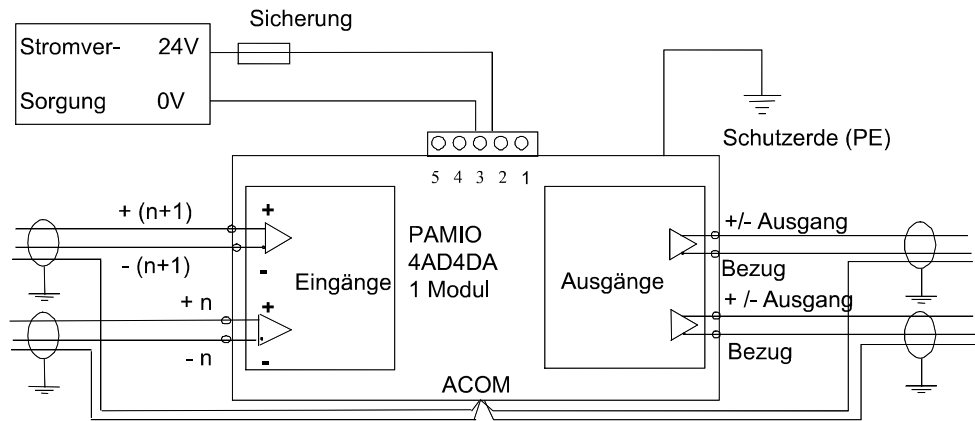 Sicherung
Stromver- 24V
Sorgung 0V
Schutzerde (PE)
5 4 3 2 1
+ (n+1)
- (n+1)
+ n
- n
+
-
+
-
Eingänge
PAMIO
4AD4DA
1 Modul
Ausgänge
+/- Ausgang
Bezug
+ /- Ausgang
Bezug
ACOM